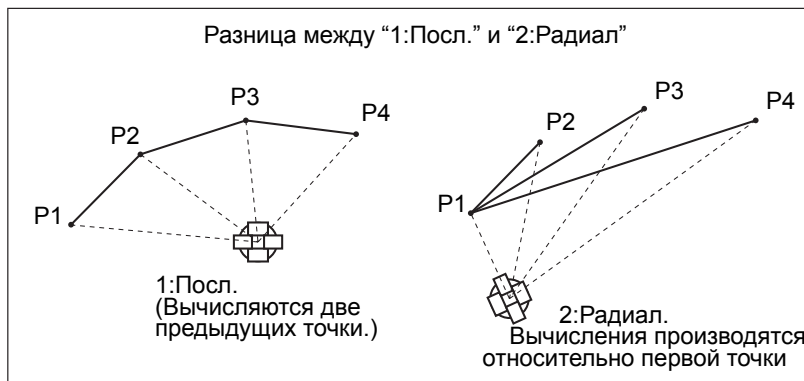 Разница между “1:Посл.” и “2:Радиал”
P1
P2
P3
P4
1:Посл.
(Вычисляются две
предыдущих точки.)
P1
P2
P3
P4
2:Радиал.
Вычисления производятся
относительно первой точки